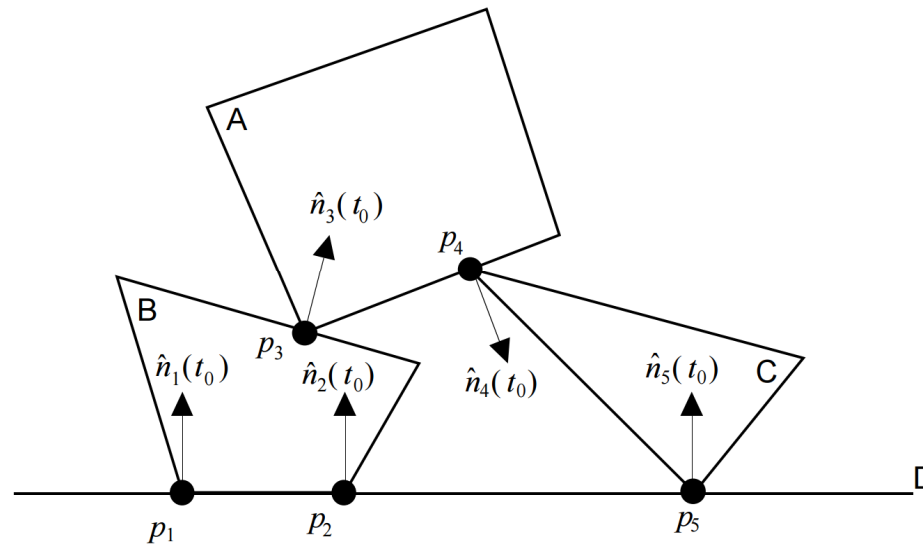 A
n̂₃(t₀)
p₄
B
p₃
n̂₁(t₀)
n̂₂(t₀)
n̂₄(t₀)
n̂₅(t₀)
C
D
p₁
p₂
p₅